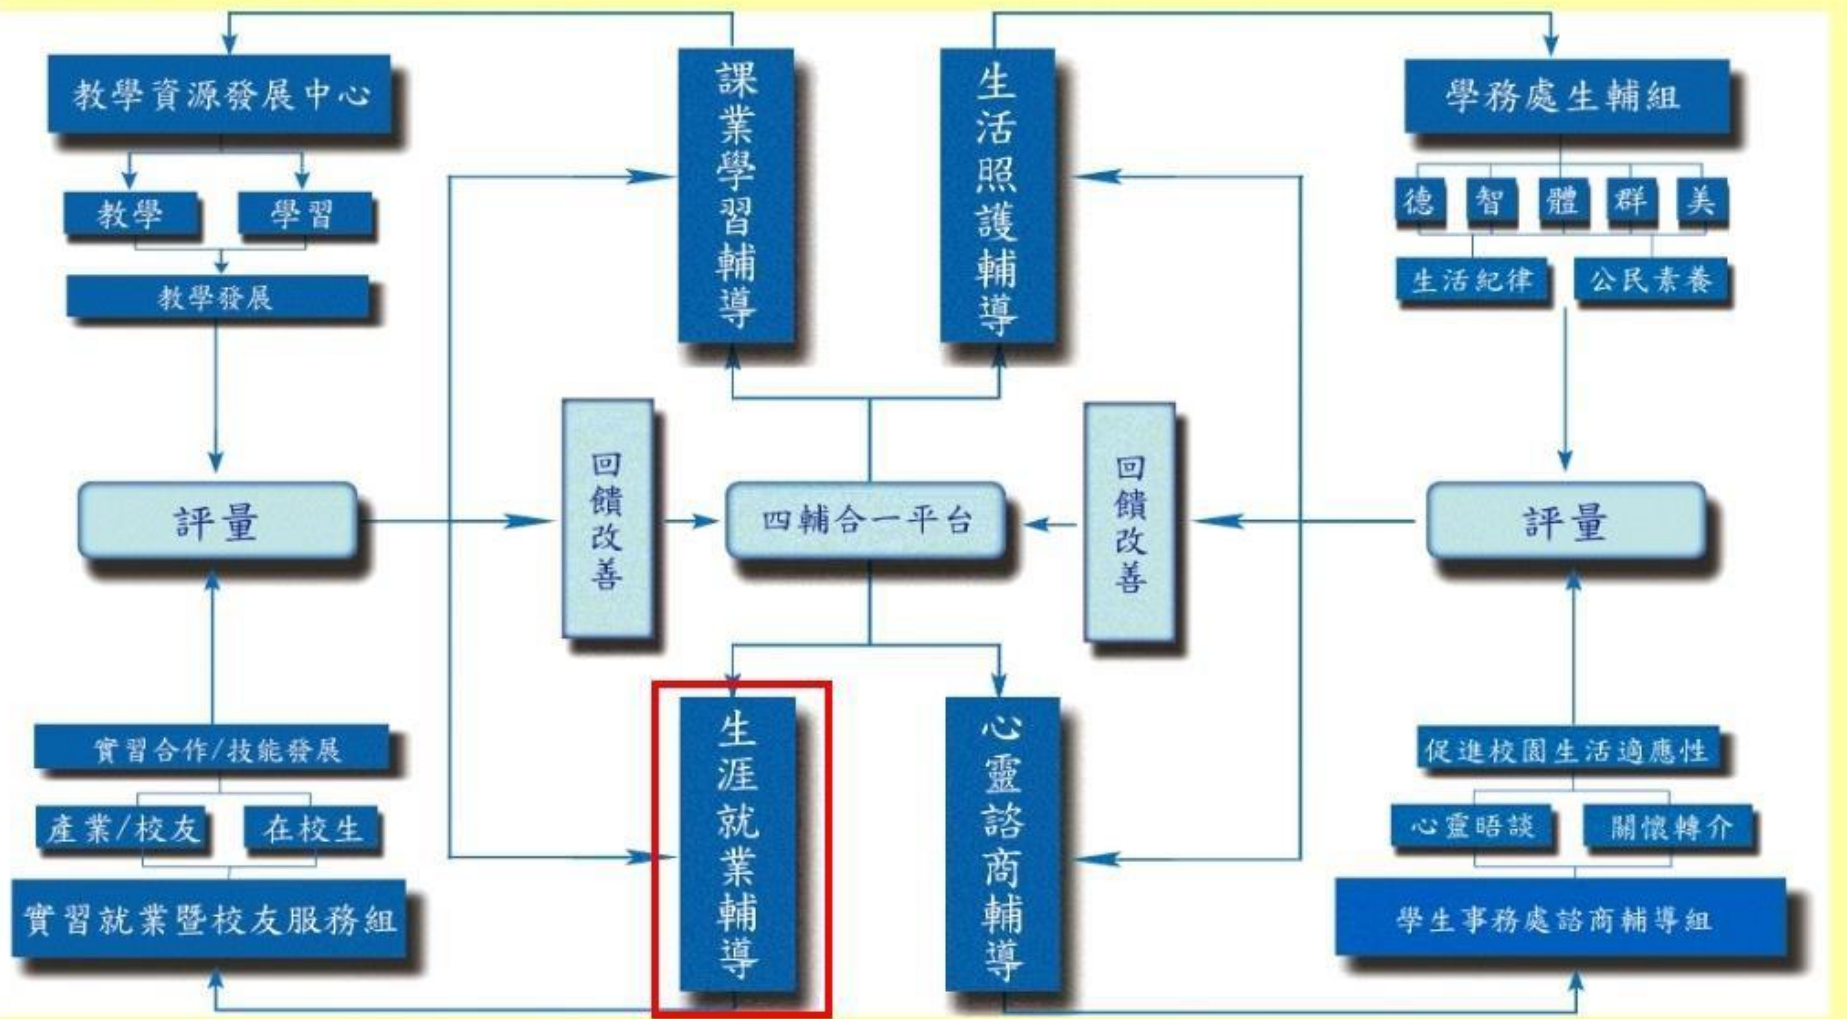 教學資源發展中心
教學
學習
教學發展
課業學習輔導
生活照護輔導
學務處生輔組
德
智
體
群
美
生活紀律
公民素養
評量
回饋改善
四輔合一平台
回饋改善
評量
實習合作/技能發展
產業/校友
在校生
實習就業暨校友服務組
生涯就業輔導
心靈諮商輔導
促進校園生活適應性
心靈晤談
關懷轉介
學生事務處諮商輔導組